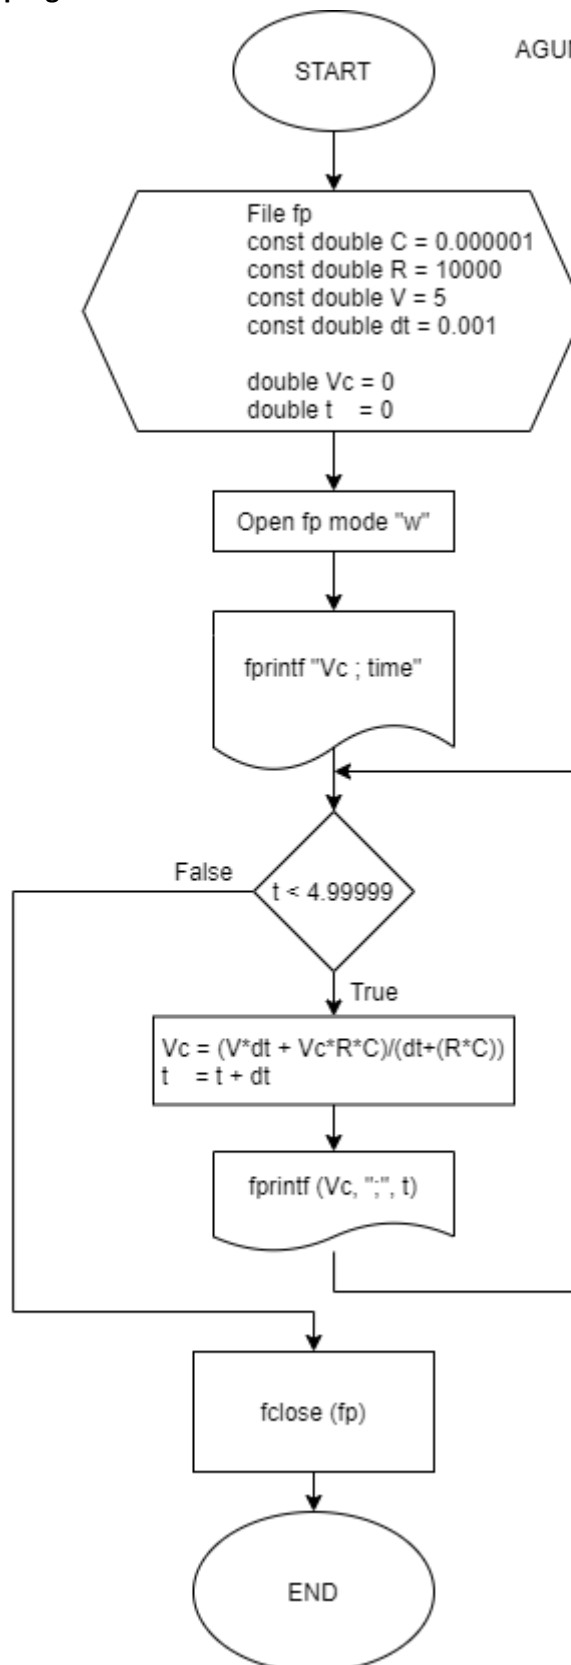 START
File fp
const double C = 0.000001
const double R = 10000
const double V = 5
const double dt = 0.001
double Vc = 0
double t = 0
Open fp mode "w"
fprintf "Vc ; time"
t < 4.99999
False
True
Vc = (V*dt + Vc*R*C)/(dt+(R*C))
t = t + dt
fprintf (Vc, ";", t)
fclose (fp)
END